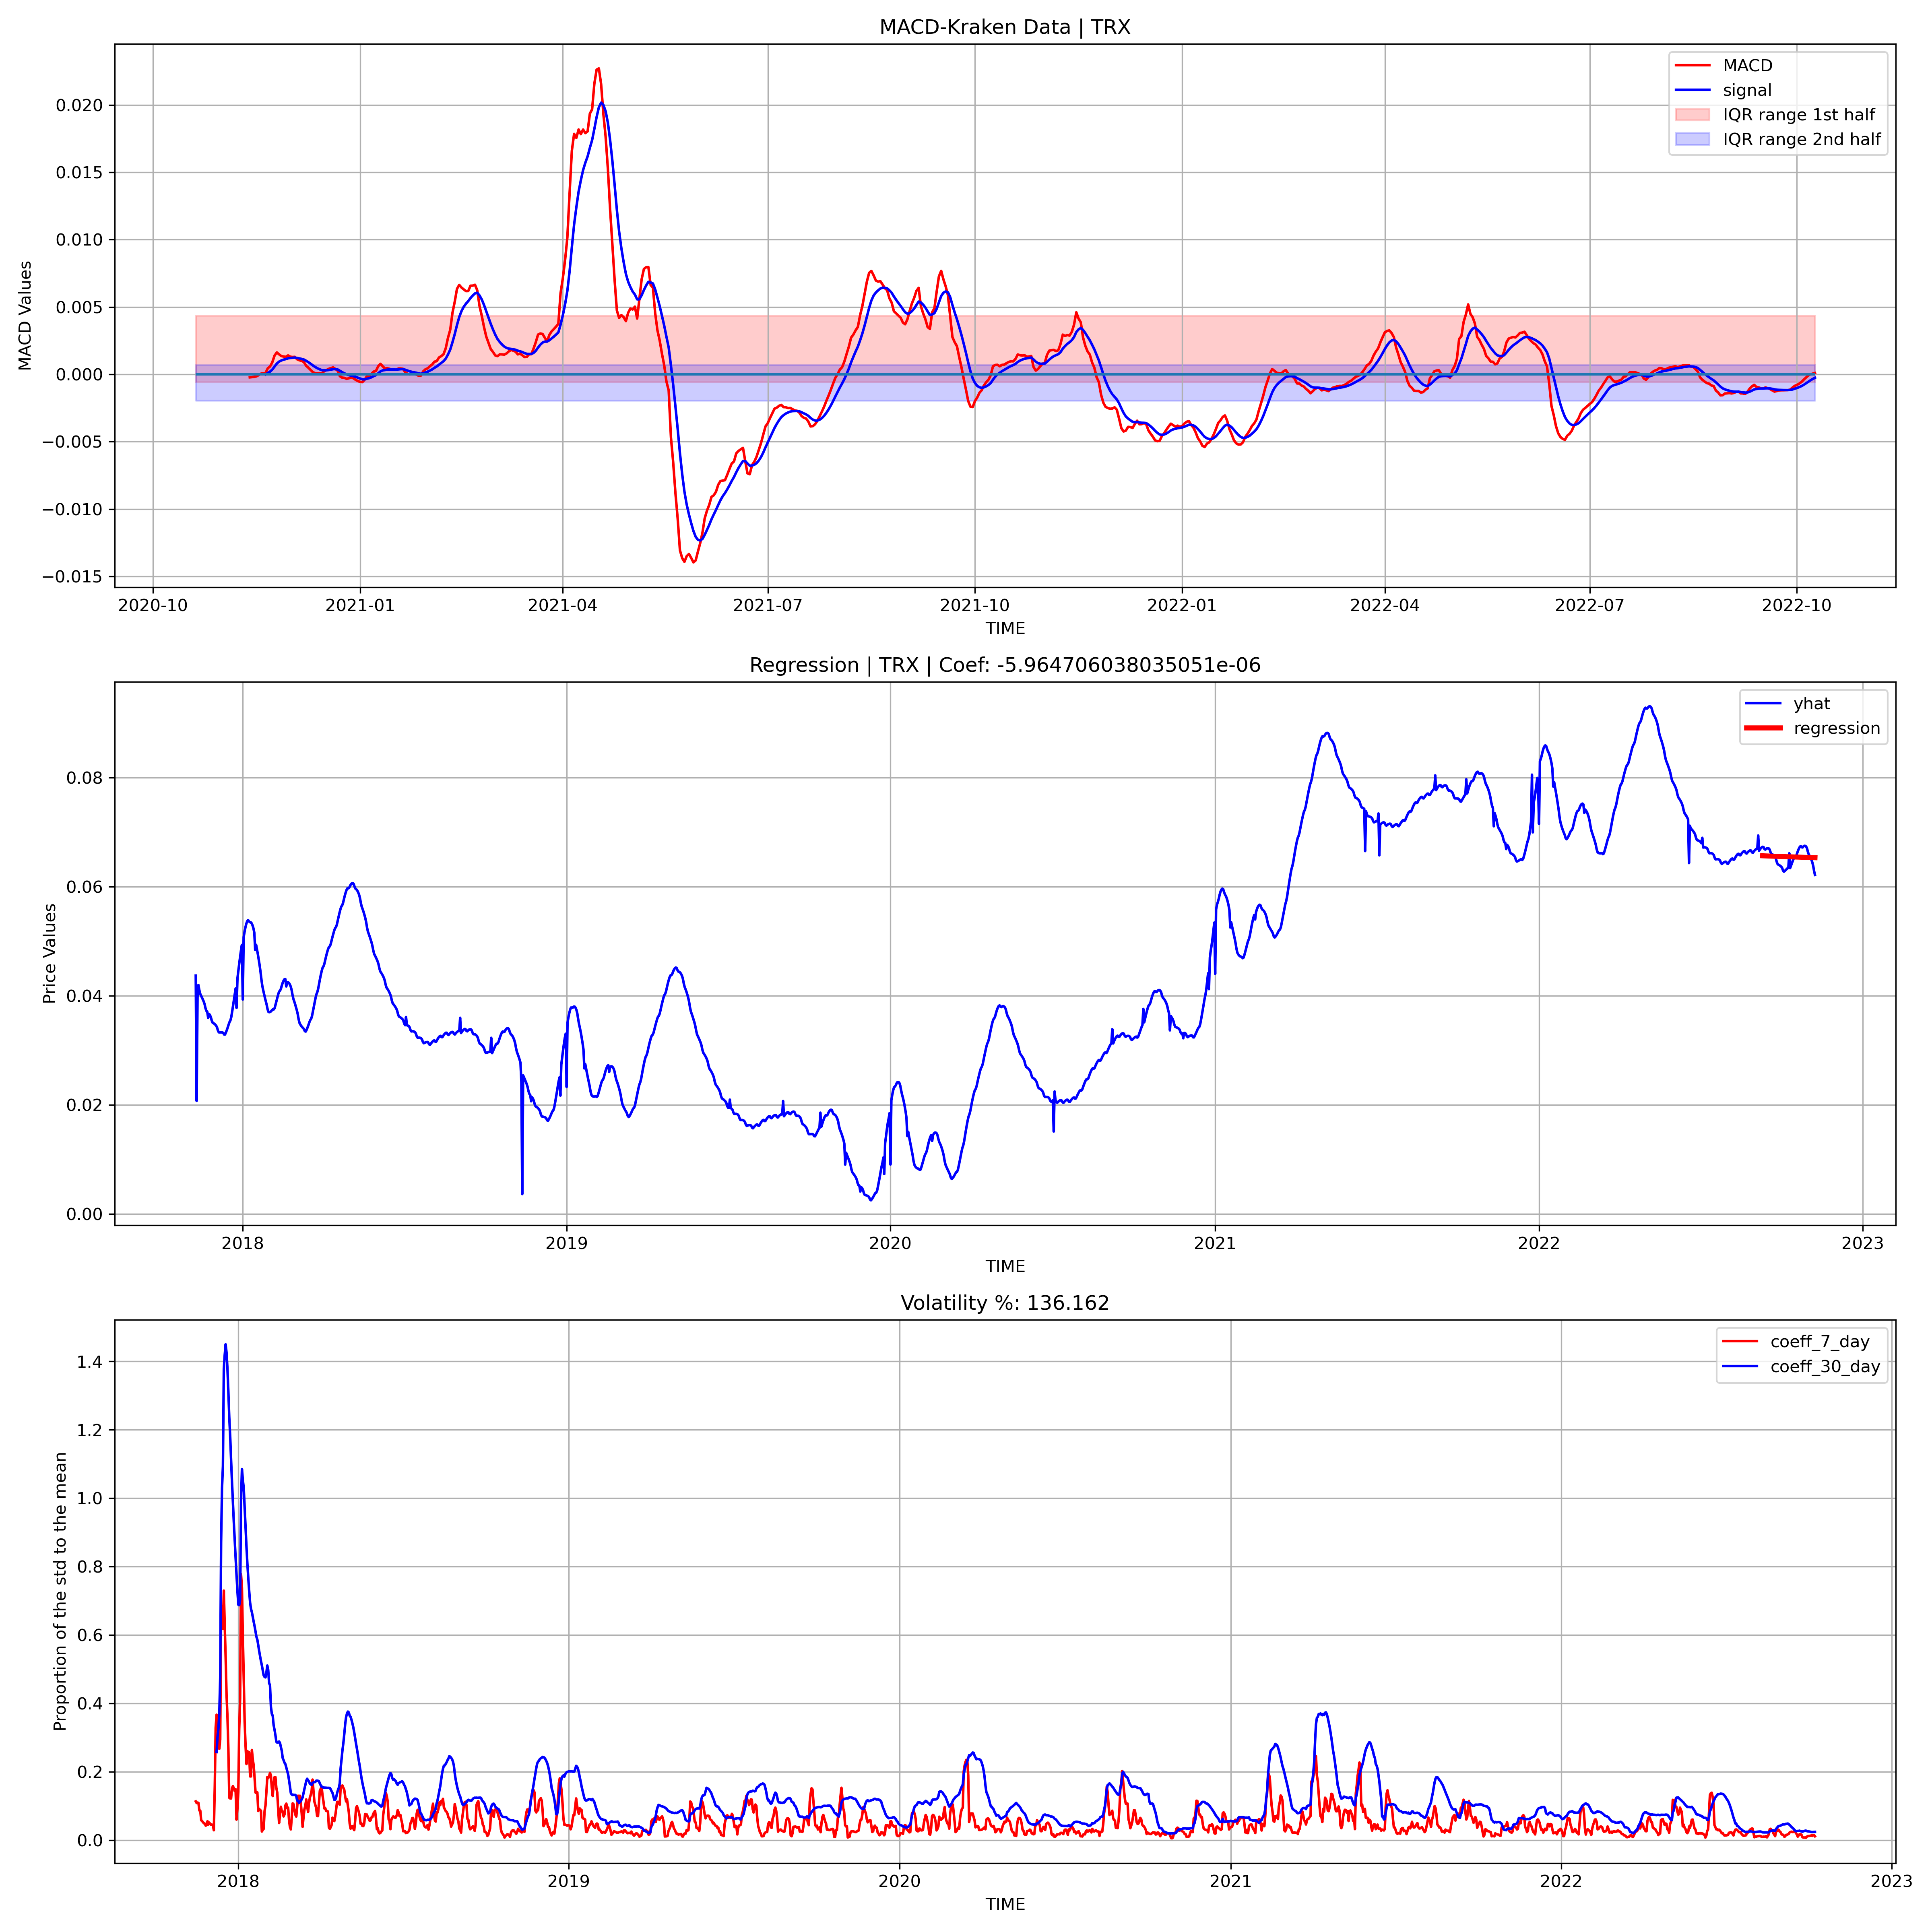 MACD-Kraken Data | TRX
MACD
signal
IQR range 1st half
IQR range 2nd half
MACD Values
0.020
0.015
0.010
0.005
0.000
−0.005
−0.010
−0.015
2020-10 2021-01 2021-04 2021-07 2021-10 2022-01 2022-04 2022-07 2022-10
TIME
Regression | TRX | Coef: -5.964706038035051e-06
yhat
regression
Price Values
0.08
0.06
0.04
0.02
0.00
2018 2019 2020 2021 2022 2023
TIME
Volatility %: 136.162
coeff_7_day
coeff_30_day
Proportion of the std to the mean
1.4
1.2
1.0
0.8
0.6
0.4
0.2
0.0
2018 2019 2020 2021 2022 2023
TIME